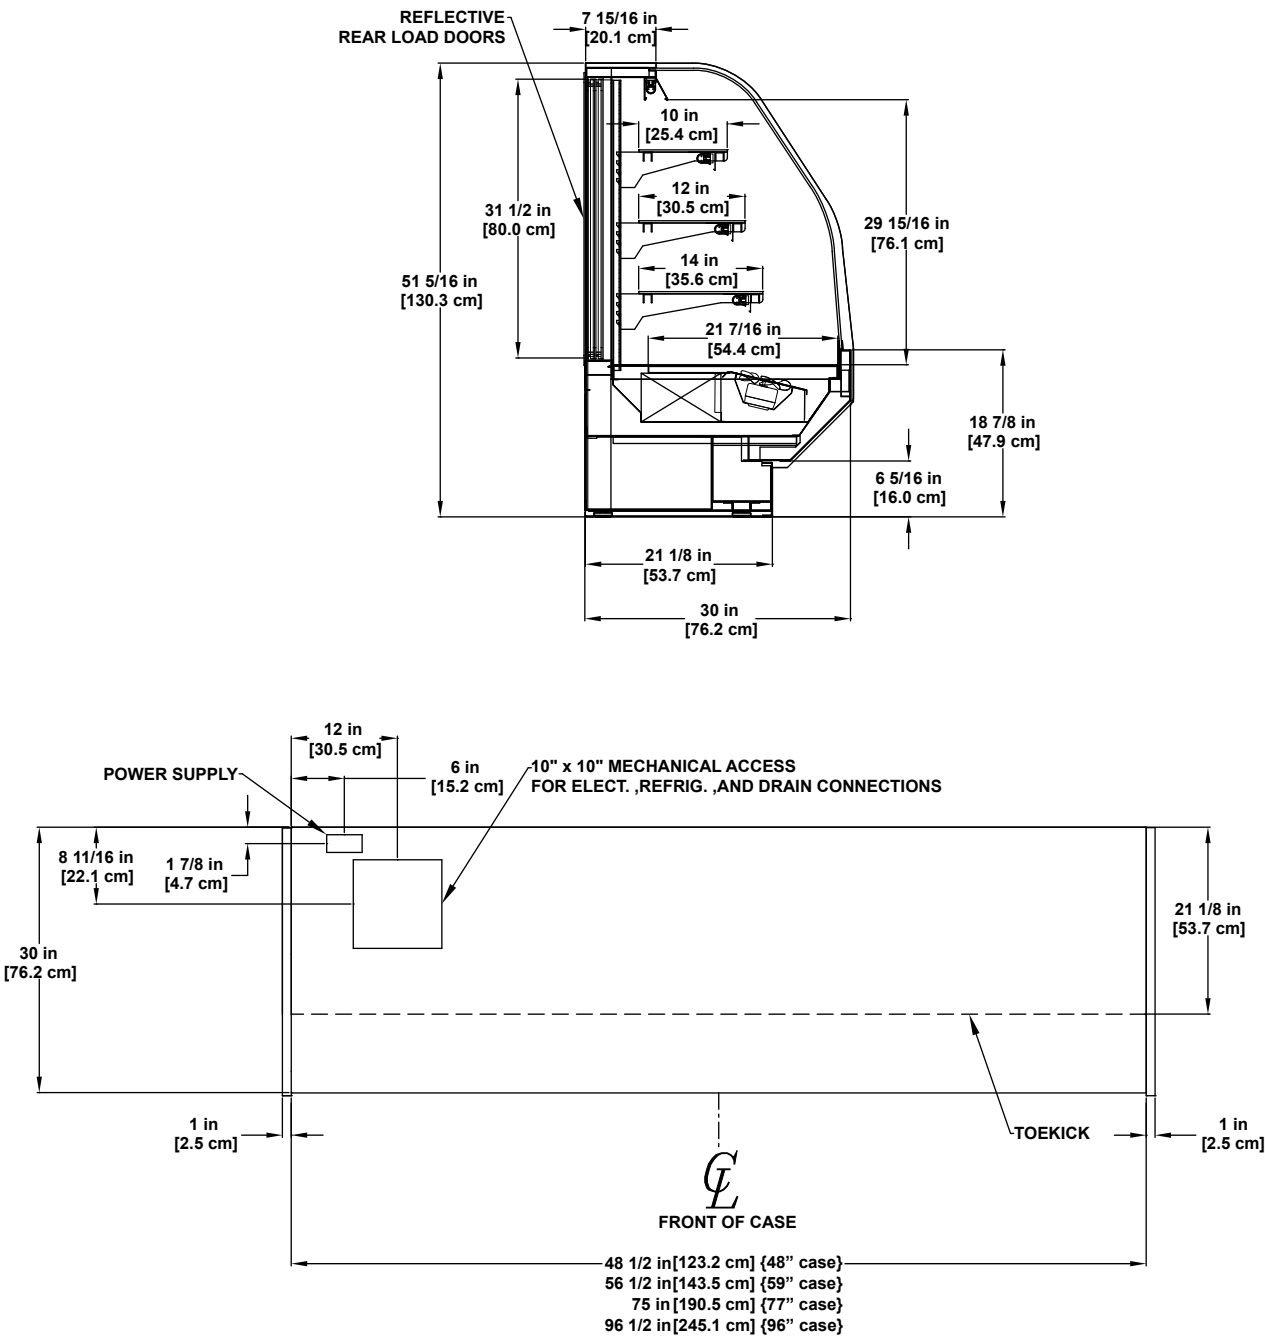 REFLECTIVE
REAR LOAD DOORS
7 15/16 in
[20.1 cm]
10 in
[25.4 cm]
12 in
[30.5 cm]
31 1/2 in
[80.0 cm]
29 15/16 in
[76.1 cm]
14 in
[35.6 cm]
51 5/16 in
[130.3 cm]
21 7/16 in
[54.4 cm]
18 7/8 in
[47.9 cm]
6 5/16 in
[16.0 cm]
21 1/8 in
[53.7 cm]
30 in
[76.2 cm]
12 in
[30.5 cm]
POWER SUPPLY
6 in
[15.2 cm]
10" x 10" MECHANICAL ACCESS
FOR ELECT. ,REFRIG. ,AND DRAIN CONNECTIONS
8 11/16 in
[22.1 cm]
1 7/8 in
[4.7 cm]
21 1/8 in
[53.7 cm]
30 in
[76.2 cm]
1 in
[2.5 cm]
TOEKICK
1 in
[2.5 cm]
CL
FRONT OF CASE
48 1/2 in[123.2 cm] {48” case}
56 1/2 in[143.5 cm] {59” case}
75 in[190.5 cm] {77” case}
96 1/2 in[245.1 cm] {96” case}